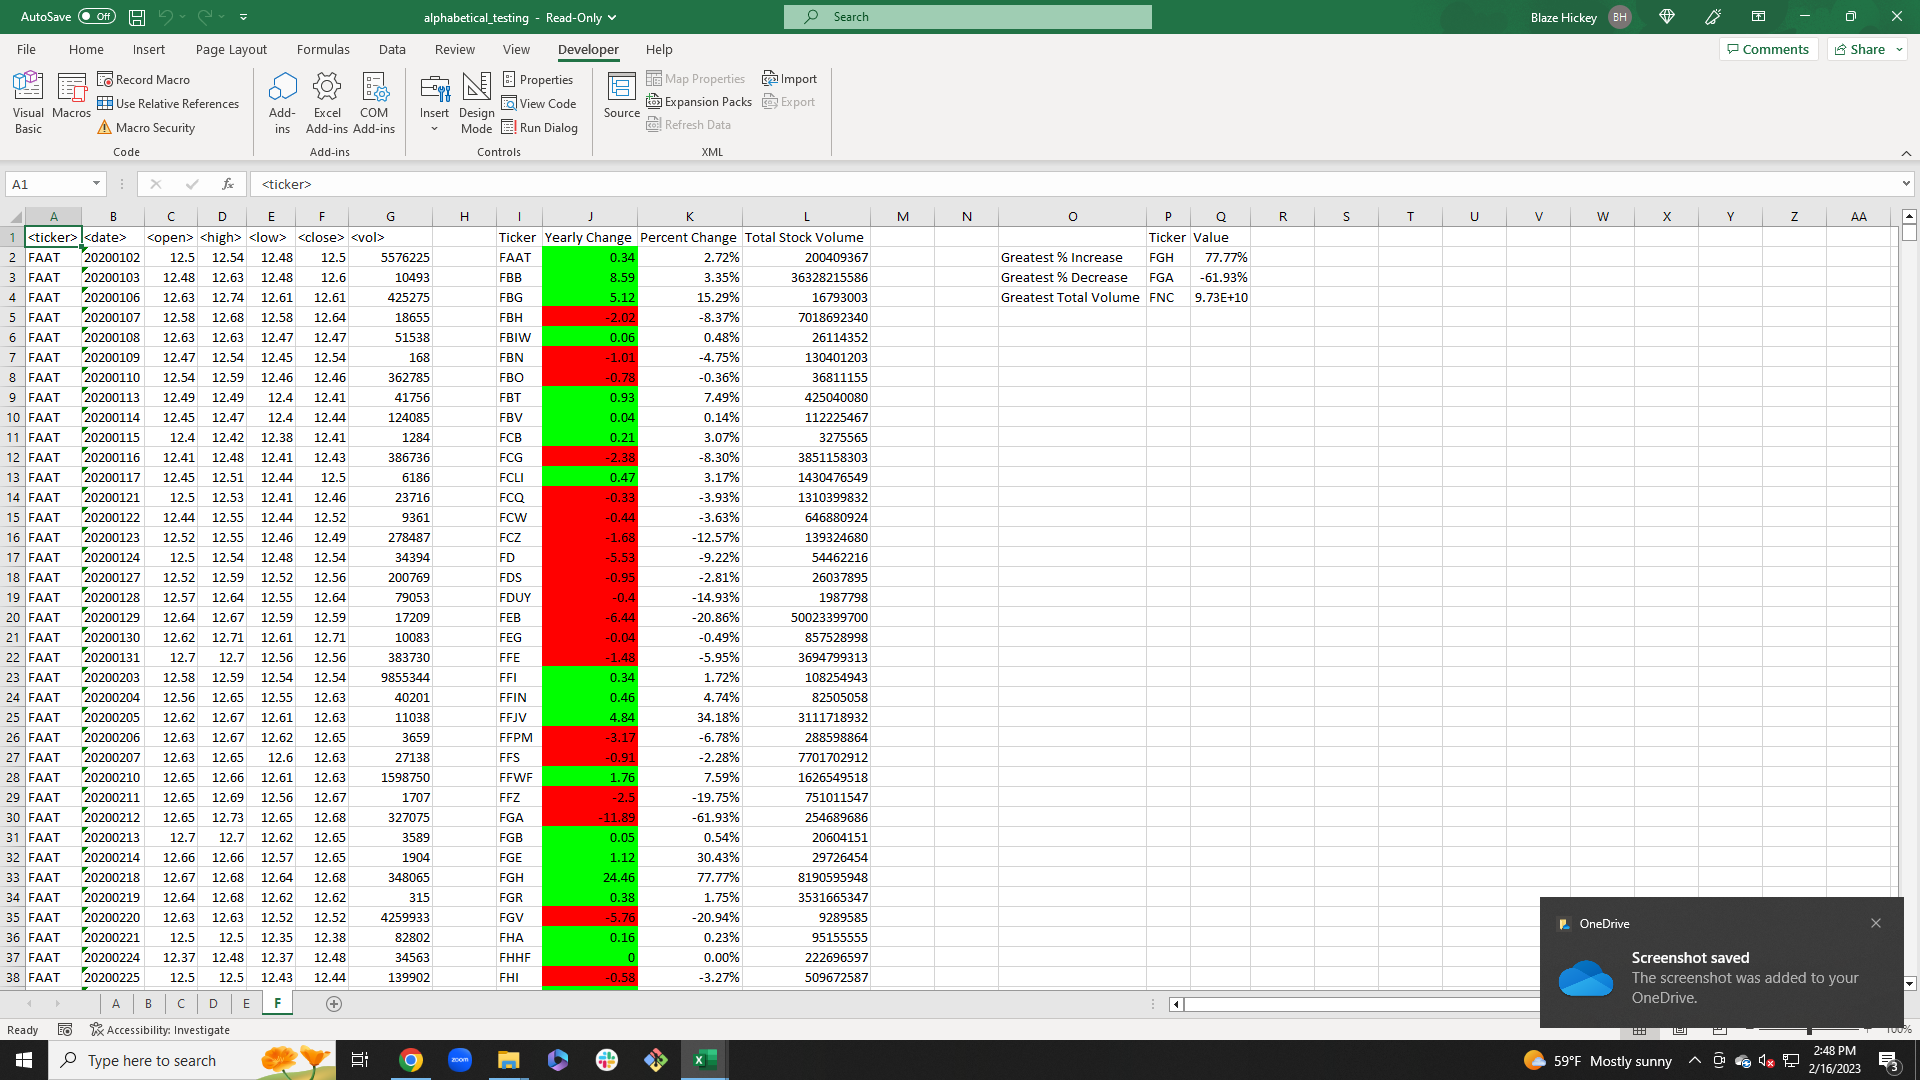 AutoSave Off alphabetical_testing - Read-Only Search Blaze Hickey BH
File Home Insert Page Layout Formulas Data Review View Developer Help Comments Share
Visual Basic Macros Record Macro Use Relative References Macro Security Add-ins Excel Add-ins COM Add-ins Insert Design Mode Properties View Code Run Dialog Source Map Properties Expansion Packs Refresh Data Import Export
Code Add-ins Controls XML
A1 fx <ticker>
A B C D E F G H I J K L M N O P Q R S T U V W X Y Z AA
1 <ticker> <date> <open> <high> <low> <close> <vol> Ticker Yearly Change Percent Change Total Stock Volume Ticker Value
2 FAAT 20200102 12.5 12.54 12.48 12.5 5576225 FAAT 0.34 2.72% 200409367 Greatest % Increase FGH 77.77%
3 FAAT 20200103 12.48 12.63 12.48 12.6 10493 FBB 8.59 3.35% 36328215586 Greatest % Decrease FGA -61.93%
4 FAAT 20200106 12.63 12.74 12.61 12.61 425275 FBG 5.12 15.29% 16793003 Greatest Total Volume FNC 9.73E+10
5 FAAT 20200107 12.58 12.68 12.58 12.64 18655 FBH -2.02 -8.37% 7018692340
6 FAAT 20200108 12.63 12.63 12.47 12.47 51538 FBIW 0.06 0.48% 26114352
7 FAAT 20200109 12.47 12.54 12.45 12.54 168 FBN -1.01 -4.75% 130401203
8 FAAT 20200110 12.54 12.59 12.46 12.46 362785 FBO -0.78 -0.36% 36811155
9 FAAT 20200113 12.49 12.49 12.4 12.41 41756 FBT 0.93 7.49% 425040080
10 FAAT 20200114 12.45 12.47 12.4 12.44 124085 FBV 0.04 0.14% 112225467
11 FAAT 20200115 12.4 12.42 12.38 12.41 1284 FCB 0.21 3.07% 3275565
12 FAAT 20200116 12.41 12.48 12.41 12.43 386736 FCG -2.38 -8.30% 3851158303
13 FAAT 20200117 12.45 12.51 12.44 12.5 6186 FCLI 0.47 3.17% 1430476549
14 FAAT 20200121 12.5 12.53 12.41 12.46 23716 FCQ -0.33 -3.93% 1310399832
15 FAAT 20200122 12.44 12.55 12.44 12.52 9361 FCW -0.44 -3.63% 646880924
16 FAAT 20200123 12.52 12.55 12.46 12.49 278487 FCZ -1.68 -12.57% 139324680
17 FAAT 20200124 12.5 12.54 12.48 12.54 34394 FD -5.53 -9.22% 54462216
18 FAAT 20200127 12.52 12.59 12.52 12.56 200769 FDS -0.95 -2.81% 26037895
19 FAAT 20200128 12.57 12.64 12.55 12.64 79053 FDUY -0.4 -14.93% 1987798
20 FAAT 20200129 12.64 12.67 12.59 12.59 17209 FEB -6.44 -20.86% 50023399700
21 FAAT 20200130 12.62 12.71 12.61 12.71 10083 FEG -0.04 -0.49% 857528998
22 FAAT 20200131 12.7 12.7 12.56 12.56 383730 FFE -1.48 -5.95% 3694799313
23 FAAT 20200203 12.58 12.59 12.54 12.54 9855344 FFI 0.34 1.72% 108254943
24 FAAT 20200204 12.56 12.65 12.55 12.63 40201 FFIN 0.46 4.74% 82505058
25 FAAT 20200205 12.62 12.67 12.61 12.63 11038 FFJV 4.84 34.18% 3111718932
26 FAAT 20200206 12.63 12.67 12.62 12.65 3659 FFPM -3.17 -6.78% 288598864
27 FAAT 20200207 12.63 12.65 12.6 12.63 27138 FFS -0.91 -2.28% 7701702912
28 FAAT 20200210 12.65 12.66 12.61 12.63 1598750 FFWF 1.76 7.59% 1626549518
29 FAAT 20200211 12.65 12.69 12.56 12.67 1707 FFZ -2.5 -19.75% 751011547
30 FAAT 20200212 12.65 12.73 12.65 12.68 327075 FGA -11.89 -61.93% 254689686
31 FAAT 20200213 12.7 12.7 12.62 12.65 3589 FGB 0.05 0.54% 20604151
32 FAAT 20200214 12.66 12.66 12.57 12.65 1904 FGE 1.12 30.43% 29726454
33 FAAT 20200218 12.67 12.68 12.64 12.68 348065 FGH 24.46 77.77% 8190595948
34 FAAT 20200219 12.64 12.68 12.62 12.62 315 FGR 0.38 1.75% 3531665347
35 FAAT 20200220 12.63 12.63 12.52 12.52 4259933 FGV -5.76 -20.94% 9289585
36 FAAT 20200221 12.5 12.5 12.35 12.38 82802 FHA 0.16 0.23% 95155555
37 FAAT 20200224 12.37 12.48 12.37 12.48 34563 FHHF 0 0.00% 222696597
38 FAAT 20200225 12.5 12.5 12.43 12.44 139902 FHI -0.58 -3.27% 509672587
OneDrive
Screenshot saved
The screenshot was added to your
OneDrive.
A B C D E F
Ready Accessibility: Investigate 100%
Type here to search zoom 59°F Mostly sunny 2:48 PM
2/16/2023 3